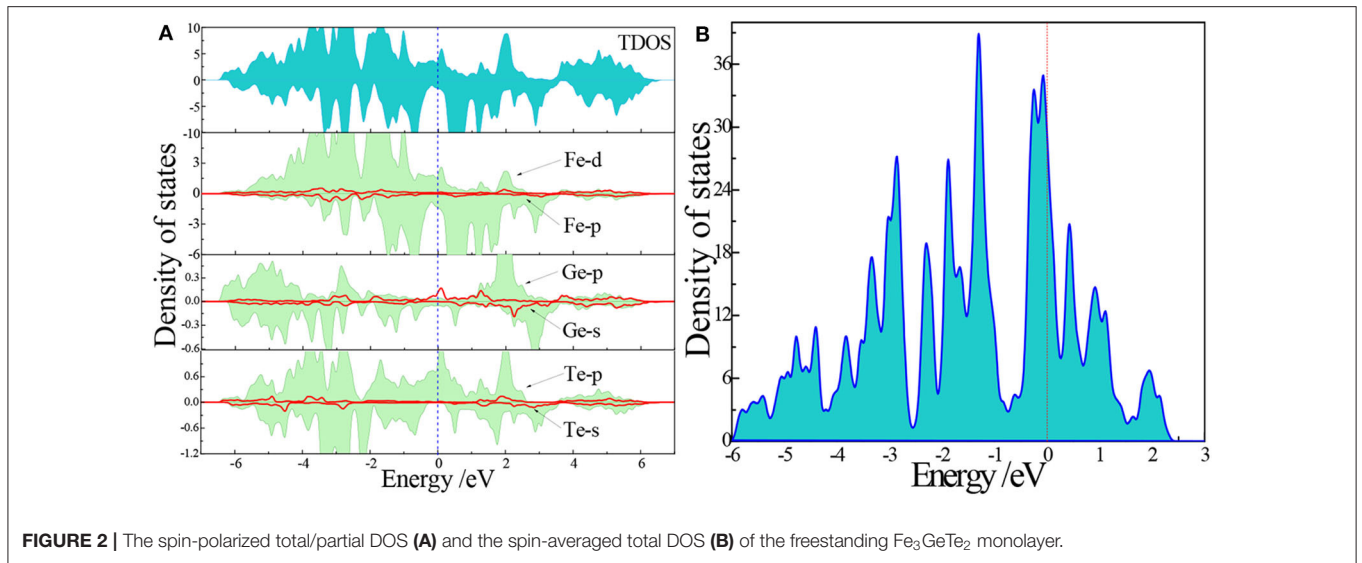 A
TDOS
10
5
0
-5
-10
3
0
-3
-6
0.3
0.0
-0.3
-0.6
0.6
0.0
-0.6
-1.2
Fe-d
Fe-p
Ge-p
Ge-s
Te-p
Te-s
Density of states
-6 -4 -2 0 2 4 6
Energy /eV
B
36
30
24
18
12
6
0
Density of states
-6 -5 -4 -3 -2 -1 0 1 2 3
Energy /eV
FIGURE 2 | The spin-polarized total/partial DOS (A) and the spin-averaged total DOS (B) of the freestanding Fe₃GeTe₂ monolayer.